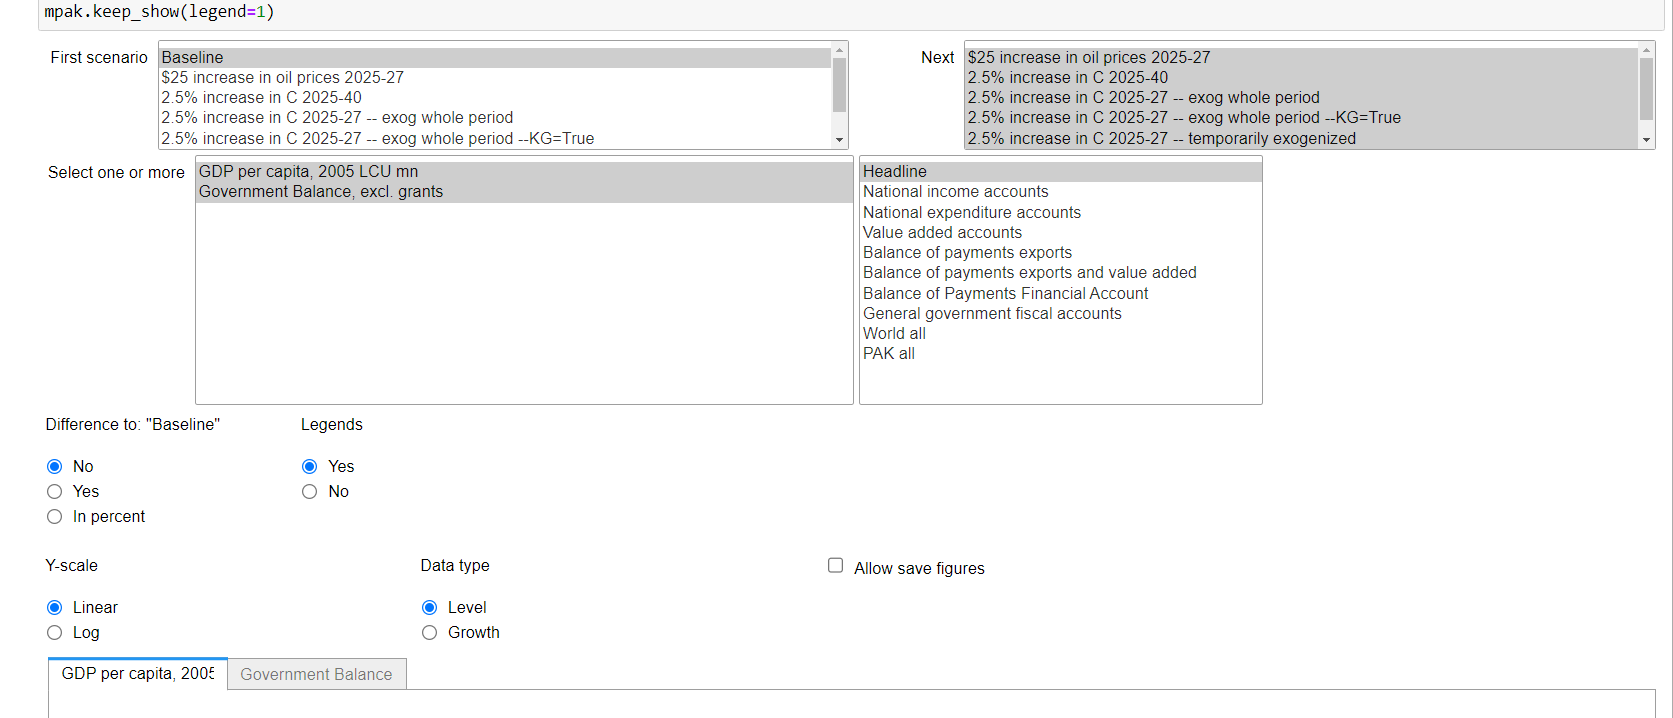 mpak.keep_show(legend=1)
First scenario
Baseline
$25 increase in oil prices 2025-27
2.5% increase in C 2025-40
2.5% increase in C 2025-27 -- exog whole period
2.5% increase in C 2025-27 -- exog whole period --KG=True
Next
$25 increase in oil prices 2025-27
2.5% increase in C 2025-40
2.5% increase in C 2025-27 -- exog whole period
2.5% increase in C 2025-27 -- exog whole period --KG=True
2.5% increase in C 2025-27 -- temporarily exogenized
Select one or more
GDP per capita, 2005 LCU mn
Government Balance, excl. grants
Headline
National income accounts
National expenditure accounts
Value added accounts
Balance of payments exports
Balance of payments exports and value added
Balance of Payments Financial Account
General government fiscal accounts
World all
PAK all
Difference to: "Baseline"
No
Yes
In percent
Legends
Yes
No
Y-scale
Linear
Log
Data type
Level
Growth
Allow save figures
GDP per capita, 2005
Government Balance